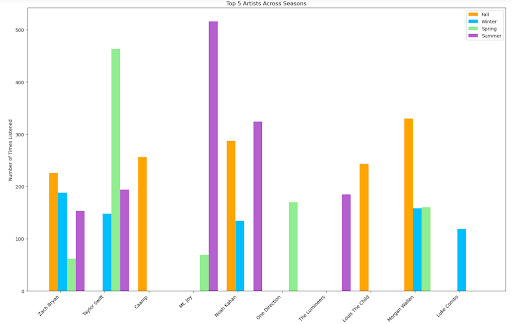 Top 5 Artists Across Seasons
Fall
Winter
Spring
Summer
Number of Times Listened
500
400
300
200
100
0
Zach Bryan
Taylor Swift
Caamp
Mt. Joy
Noah Kahan
One Direction
The Lumineers
Louis The Child
Morgan Wallen
Luke Combs